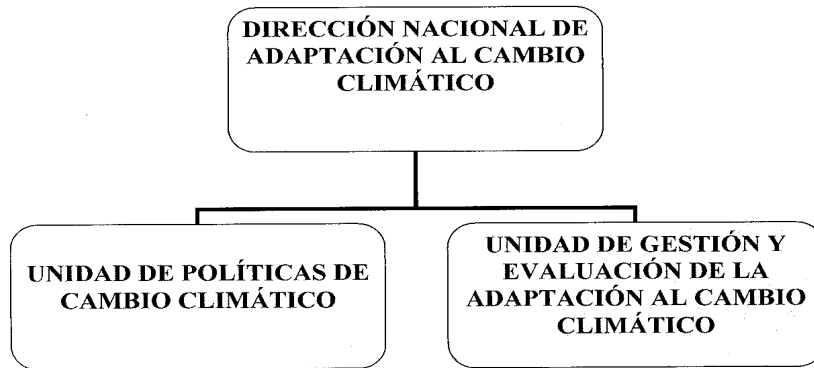 DIRECCIÓN NACIONAL DE
ADAPTACIÓN AL CAMBIO
CLIMÁTICO
UNIDAD DE POLÍTICAS DE
CAMBIO CLIMÁTICO
UNIDAD DE GESTIÓN Y
EVALUACIÓN DE LA
ADAPTACIÓN AL CAMBIO
CLIMÁTICO